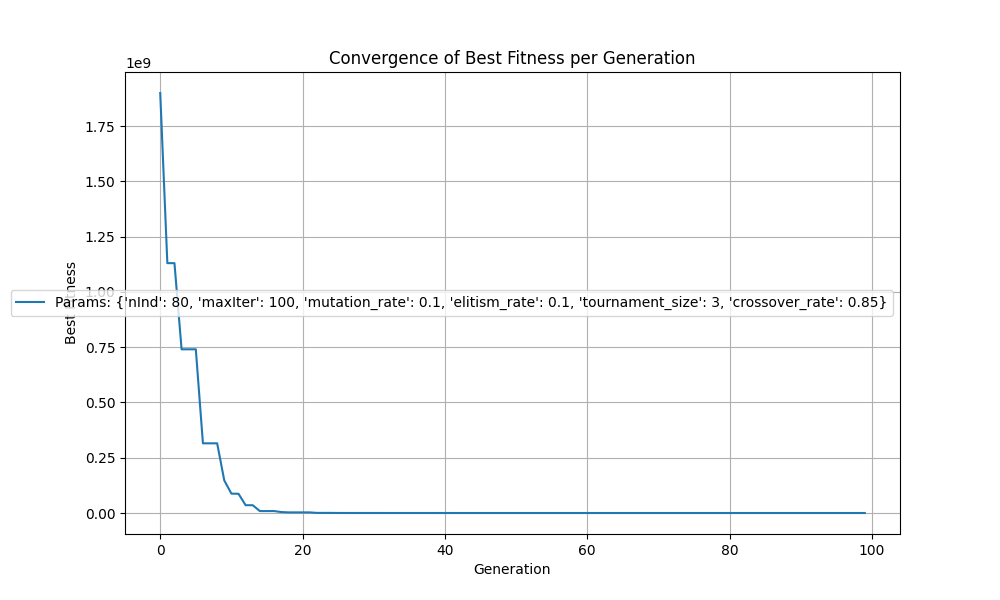 Convergence of Best Fitness per Generation
1e9
1.75
1.50
1.25
1.00
Params: {'nInd': 80, 'maxIter': 100, 'mutation_rate': 0.1, 'elitism_rate': 0.1, 'tournament_size': 3, 'crossover_rate': 0.85}
Best Fitness
0.75
0.50
0.25
0.00
0 20 40 60 80 100
Generation